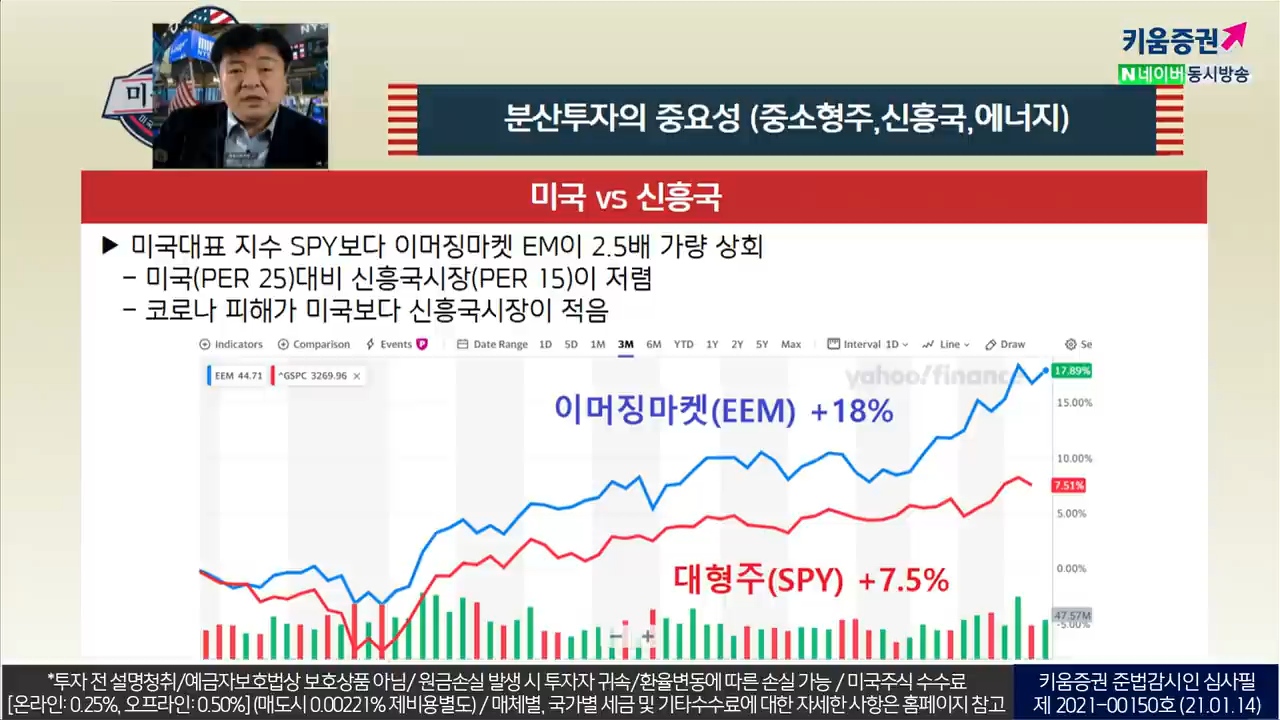 NYS
미
미국
키움증권
N 네이버 동시방송
분산투자의 중요성 (중소형주,신흥국,에너지)
미국 vs 신흥국
▶ 미국대표 지수 SPY보다 이머징마켓 EM이 2.5배 가량 상회
- 미국(PER 25)대비 신흥국시장(PER 15)이 저렴
- 코로나 피해가 미국보다 신흥국시장이 적음
Indicators Comparison Events P Date Range 1D 5D 1M 3M 6M YTD 1Y 2Y 5Y Max Interval 1D Line Draw Se
EEM 44.71 ^GSPC 3269.96 ×
yahoo/finance
17.89%
15.00%
이머징마켓(EEM) +18%
10.00%
7.51%
5.00%
0.00%
대형주(SPY) +7.5%
47.57M
-5.00%
*투자 전 설명청취/예금자보호법상 보호상품 아님/ 원금손실 발생 시 투자자 귀속/환율변동에 따른 손실 가능 / 미국주식 수수료
[온라인: 0.25%, 오프라인: 0.50%] (매도시 0.00221% 제비용별도) / 매체별, 국가별 세금 및 기타수수료에 대한 자세한 사항은 홈페이지 참고
키움증권 준법감시인 심사필
제 2021-00150호 (21.01.14)